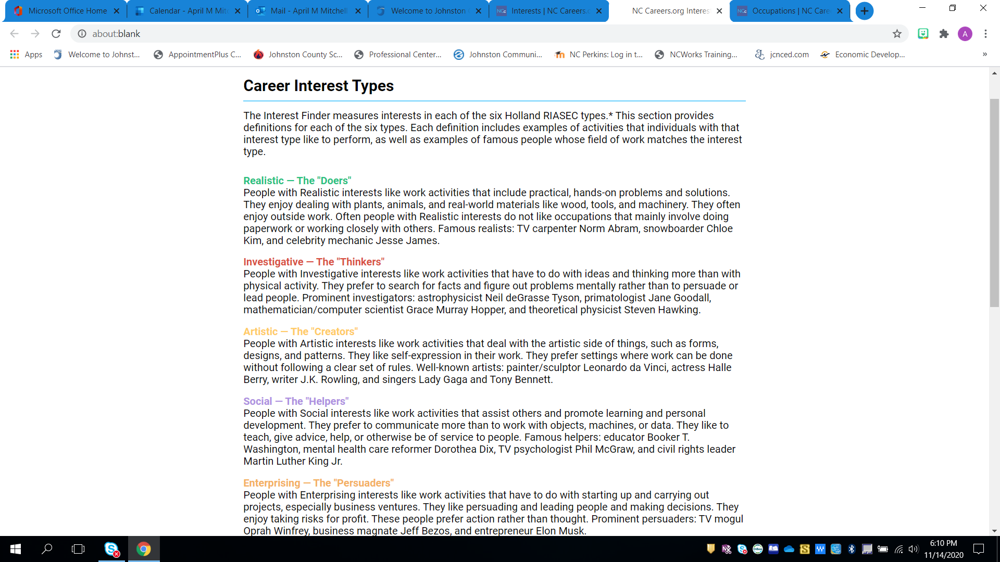 Microsoft Office Home
Calendar - April M Mitc
Mail - April M Mitchell
Welcome to Johnston
Interests | NC Careers.o
NC Careers.org Interes
Occupations | NC Care
about:blank
A
Apps
Welcome to Johnst...
AppointmentPlus C...
Johnston County Sc...
Professional Center...
Johnston Communi...
NC Perkins: Log in t...
NCWorks Training...
jcnced.com
Economic Develop...
Career Interest Types
The Interest Finder measures interests in each of the six Holland RIASEC types.* This section provides
definitions for each of the six types. Each definition includes examples of activities that individuals with that
interest type like to perform, as well as examples of famous people whose field of work matches the interest
type.
Realistic — The "Doers"
People with Realistic interests like work activities that include practical, hands-on problems and solutions.
They enjoy dealing with plants, animals, and real-world materials like wood, tools, and machinery. They often
enjoy outside work. Often people with Realistic interests do not like occupations that mainly involve doing
paperwork or working closely with others. Famous realists: TV carpenter Norm Abram, snowboarder Chloe
Kim, and celebrity mechanic Jesse James.
Investigative — The "Thinkers"
People with Investigative interests like work activities that have to do with ideas and thinking more than with
physical activity. They prefer to search for facts and figure out problems mentally rather than to persuade or
lead people. Prominent investigators: astrophysicist Neil deGrasse Tyson, primatologist Jane Goodall,
mathematician/computer scientist Grace Murray Hopper, and theoretical physicist Steven Hawking.
Artistic — The "Creators"
People with Artistic interests like work activities that deal with the artistic side of things, such as forms,
designs, and patterns. They like self-expression in their work. They prefer settings where work can be done
without following a clear set of rules. Well-known artists: painter/sculptor Leonardo da Vinci, actress Halle
Berry, writer J.K. Rowling, and singers Lady Gaga and Tony Bennett.
Social — The "Helpers"
People with Social interests like work activities that assist others and promote learning and personal
development. They prefer to communicate more than to work with objects, machines, or data. They like to
teach, give advice, help, or otherwise be of service to people. Famous helpers: educator Booker T.
Washington, mental health care reformer Dorothea Dix, TV psychologist Phil McGraw, and civil rights leader
Martin Luther King Jr.
Enterprising — The "Persuaders"
People with Enterprising interests like work activities that have to do with starting up and carrying out
projects, especially business ventures. They like persuading and leading people and making decisions. They
enjoy taking risks for profit. These people prefer action rather than thought. Prominent persuaders: TV mogul
Oprah Winfrey, business magnate Jeff Bezos, and entrepreneur Elon Musk.
6:10 PM
11/14/2020